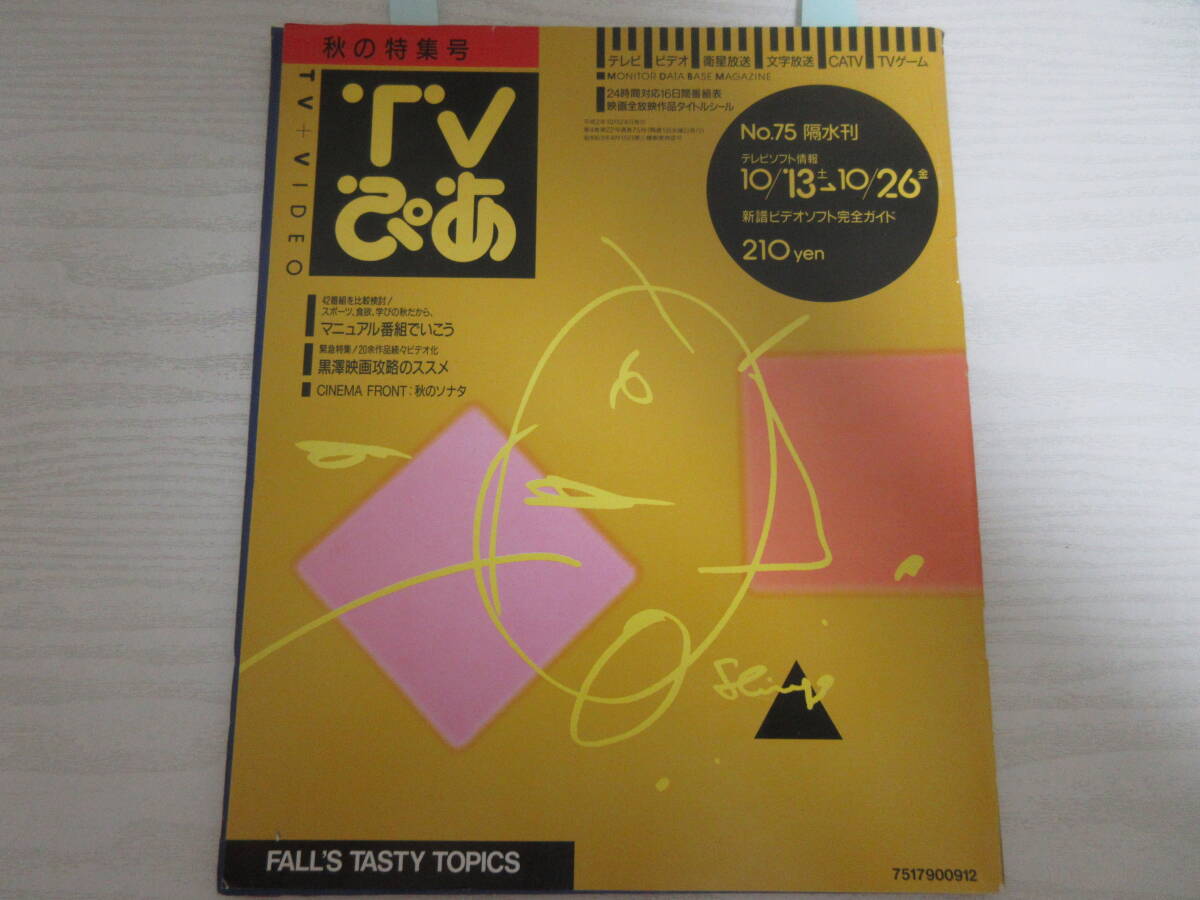 秋の特集号
TV+VIDEO
TV
ぴあ
テレビ ビデオ 衛星放送 文字放送 CATV TVゲーム
MONITOR DATA BASE MAGAZINE
24時間対応16日間番組表
映画全放映作品タイトルシール
No.75 隔水刊
テレビソフト情報
10/13土→10/26金
新譜ビデオソフト完全ガイド
210yen
42番組を比較検討/
スポーツ、食欲、学びの秋だから、
マニュアル番組でいこう
緊急特集/20余作品続々ビデオ化
黒澤映画攻略のススメ
CINEMA FRONT:秋のソナタ
Shingo
FALL'S TASTY TOPICS
7517900912